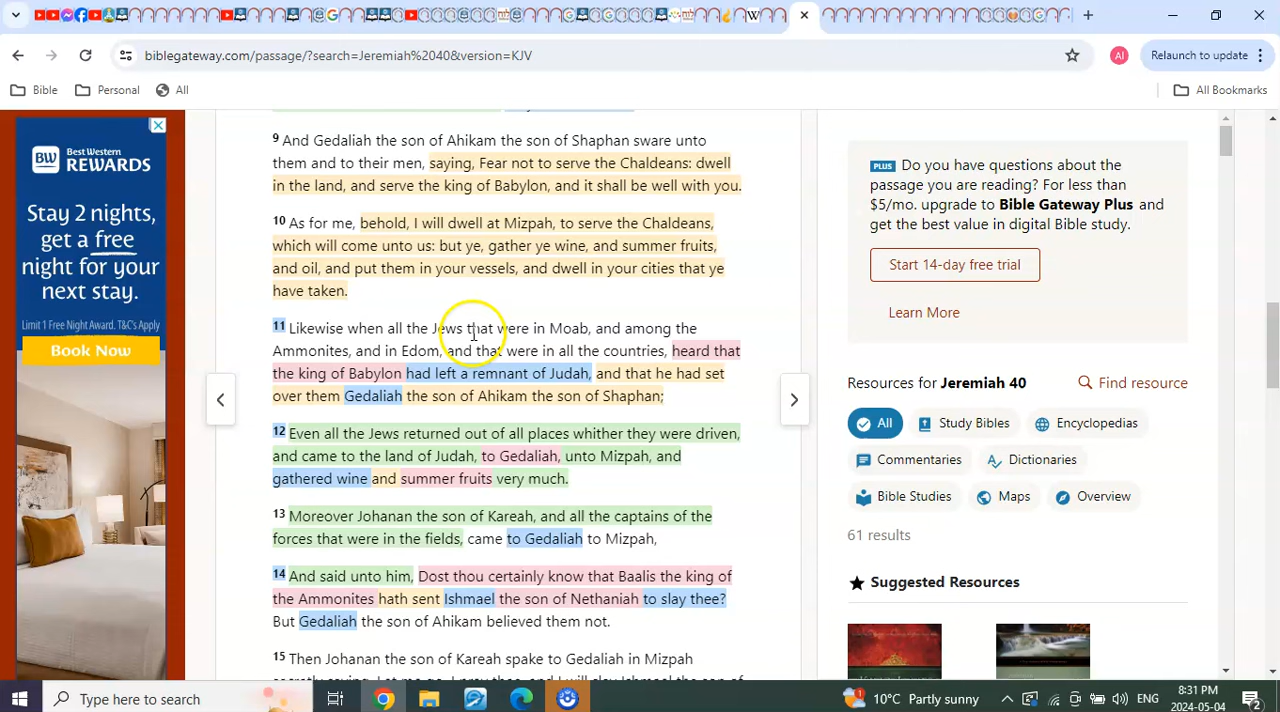 biblegateway.com/passage/?search=Jeremiah%2040&version=KJV
AI
Relaunch to update
Bible
Personal
All
All Bookmarks
BW
Best Western
REWARDS
Stay 2 nights,
get a free
night for your
next stay.
Limit 1 Free Night Award. T&C's Apply
Book Now
9 And Gedaliah the son of Ahikam the son of Shaphan sware unto
them and to their men, saying, Fear not to serve the Chaldeans: dwell
in the land, and serve the king of Babylon, and it shall be well with you.
10 As for me, behold, I will dwell at Mizpah, to serve the Chaldeans,
which will come unto us: but ye, gather ye wine, and summer fruits,
and oil, and put them in your vessels, and dwell in your cities that ye
have taken.
11 Likewise when all the Jews that were in Moab, and among the
Ammonites, and in Edom, and that were in all the countries, heard that
the king of Babylon had left a remnant of Judah, and that he had set
over them Gedaliah the son of Ahikam the son of Shaphan;
12 Even all the Jews returned out of all places whither they were driven,
and came to the land of Judah, to Gedaliah, unto Mizpah, and
gathered wine and summer fruits very much.
13 Moreover Johanan the son of Kareah, and all the captains of the
forces that were in the fields, came to Gedaliah to Mizpah,
14 And said unto him, Dost thou certainly know that Baalis the king of
the Ammonites hath sent Ishmael the son of Nethaniah to slay thee?
But Gedaliah the son of Ahikam believed them not.
15 Then Johanan the son of Kareah spake to Gedaliah in Mizpah
PLUS Do you have questions about the
passage you are reading? For less than
$5/mo. upgrade to Bible Gateway Plus and
get the best value in digital Bible study.
Start 14-day free trial
Learn More
Resources for Jeremiah 40
Find resource
All
Study Bibles
Encyclopedias
Commentaries
Dictionaries
Bible Studies
Maps
Overview
61 results
Suggested Resources
Type here to search
10°C Partly sunny
ENG
8:31 PM
2024-05-04
2